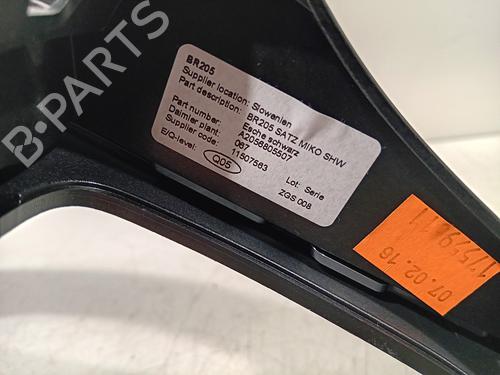 B-PARTS
BR205
Supplier location: Slowenien
Part description: BR205 SATZ MIKO SHW
Esche schwarz
Part number: A2056805507
Daimler plant: 067
Supplier code: 11507563
E/Q-level: Q05
Lot: Serie
ZGS 008
07.02.16